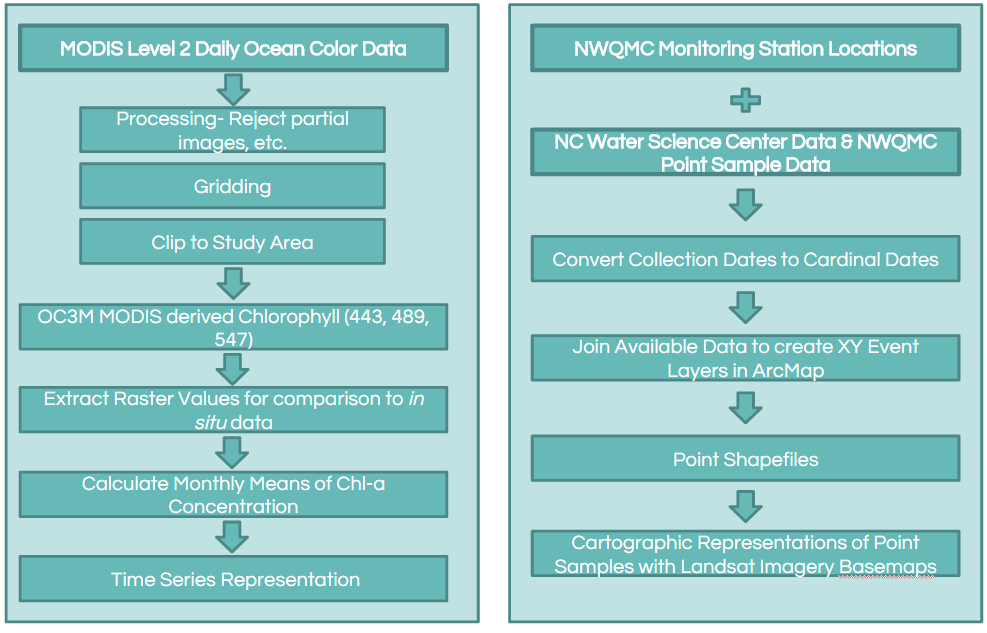 MODIS Level 2 Daily Ocean Color Data
Processing- Reject partial
images, etc.
Gridding
Clip to Study Area
OC3M MODIS derived Chlorophyll (443, 489,
547)
Extract Raster Values for comparison to in
situ data
Calculate Monthly Means of Chl-a
Concentration
Time Series Representation
NWQMC Monitoring Station Locations
NC Water Science Center Data & NWQMC
Point Sample Data
Convert Collection Dates to Cardinal Dates
Join Available Data to create XY Event
Layers in ArcMap
Point Shapefiles
Cartographic Representations of Point
Samples with Landsat Imagery Basemaps